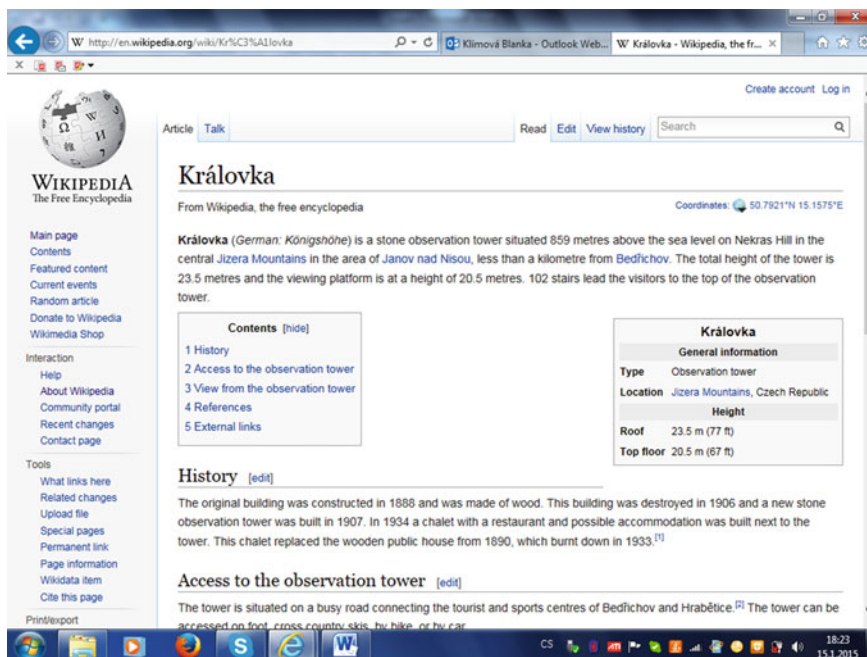 http://en.wikipedia.org/wiki/Kr%C3%A1lovka
Klímová Blanka - Outlook Web...
Královka - Wikipedia, the fr...
Create account Log in
Article Talk
Read Edit View history
Search
WIKIPEDIA
The Free Encyclopedia
Královka
From Wikipedia, the free encyclopedia
Coordinates: 50.7921°N 15.1575°E
Main page
Contents
Featured content
Current events
Random article
Donate to Wikipedia
Wikimedia Shop
Interaction
Help
About Wikipedia
Community portal
Recent changes
Contact page
Tools
What links here
Related changes
Upload file
Special pages
Permanent link
Page information
Wikidata item
Cite this page
Print/export
Královka (German: Königshöhe) is a stone observation tower situated 859 metres above the sea level on Nekras Hill in the
central Jizera Mountains in the area of Janov nad Nisou, less than a kilometre from Bedřichov. The total height of the tower is
23.5 metres and the viewing platform is at a height of 20.5 metres. 102 stairs lead the visitors to the top of the observation
tower.
Contents [hide]
1 History
2 Access to the observation tower
3 View from the observation tower
4 References
5 External links
Královka
General information
Type Observation tower
Location Jizera Mountains, Czech Republic
Height
Roof 23.5 m (77 ft)
Top floor 20.5 m (67 ft)
History [edit]
The original building was constructed in 1888 and was made of wood. This building was destroyed in 1906 and a new stone
observation tower was built in 1907. In 1934 a chalet with a restaurant and possible accommodation was built next to the
tower. This chalet replaced the wooden public house from 1890, which burnt down in 1933.[1]
Access to the observation tower [edit]
The tower is situated on a busy road connecting the tourist and sports centres of Bedřichov and Hrabětice.[2] The tower can be
accessed on foot, cross country skis, by bike, or by car.
CS
18:23
15.1.2015